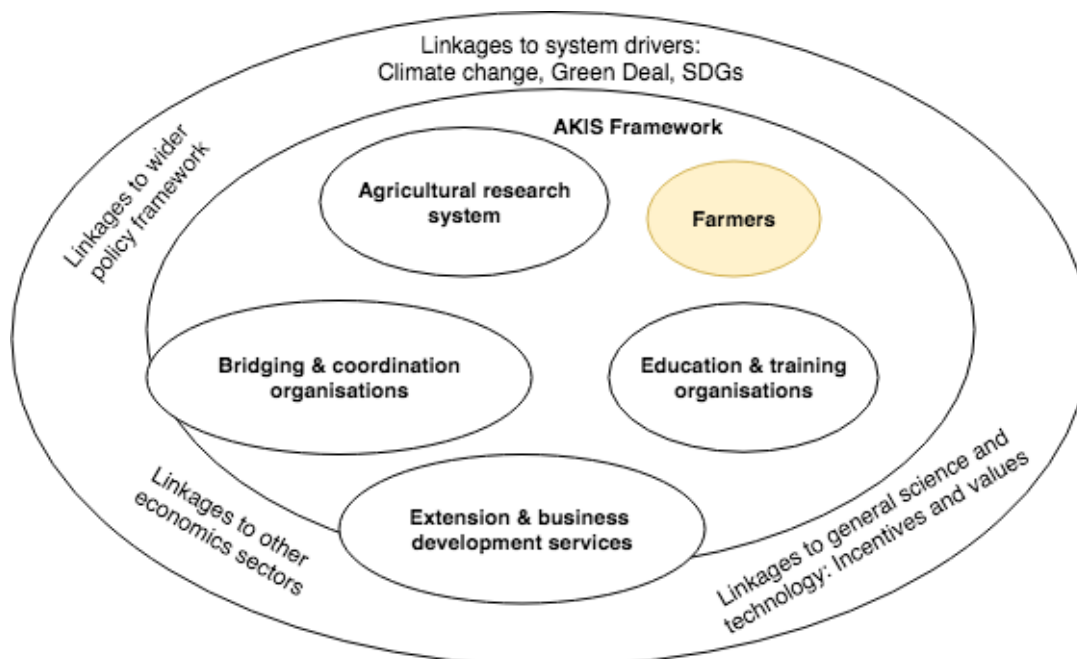 Linkages to system drivers:
Climate change, Green Deal, SDGs
AKIS Framework
Linkages to wider
policy framework
Agricultural research
system
Farmers
Bridging & coordination
organisations
Education & training
organisations
Linkages to other
economics sectors
Extension & business
development services
Linkages to general science and
technology: Incentives and values